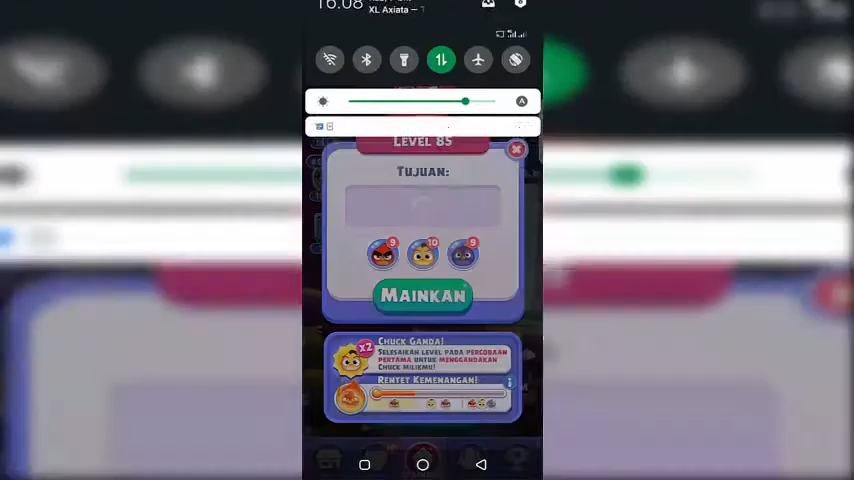 16.08
XL Axiata –
LEVEL 85
TUJUAN:
9
10
9
MAINKAN
CHUCK GANDA!
X2
SELESAIKAN LEVEL PADA PERCOBAAN
PERTAMA UNTUK MENGGANDAKAN
CHUCK MILIKMU!
RENTET KEMENANGAN!